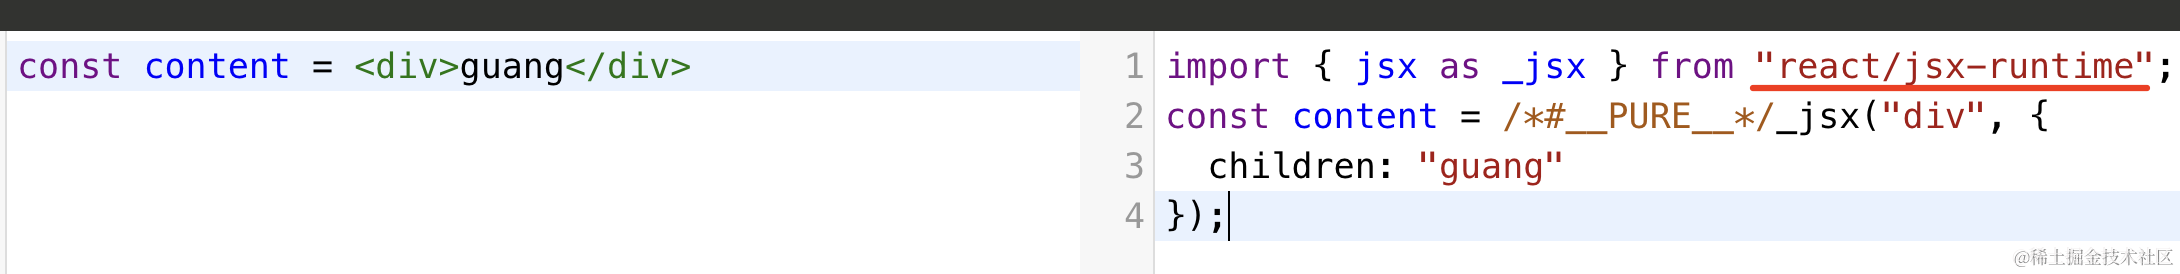 const content = <div>guang</div>
1 import { jsx as _jsx } from "react/jsx-runtime";
2 const content = /*#__PURE__*/_jsx("div", {
3   children: "guang"
4 });
@稀土掘金技术社区